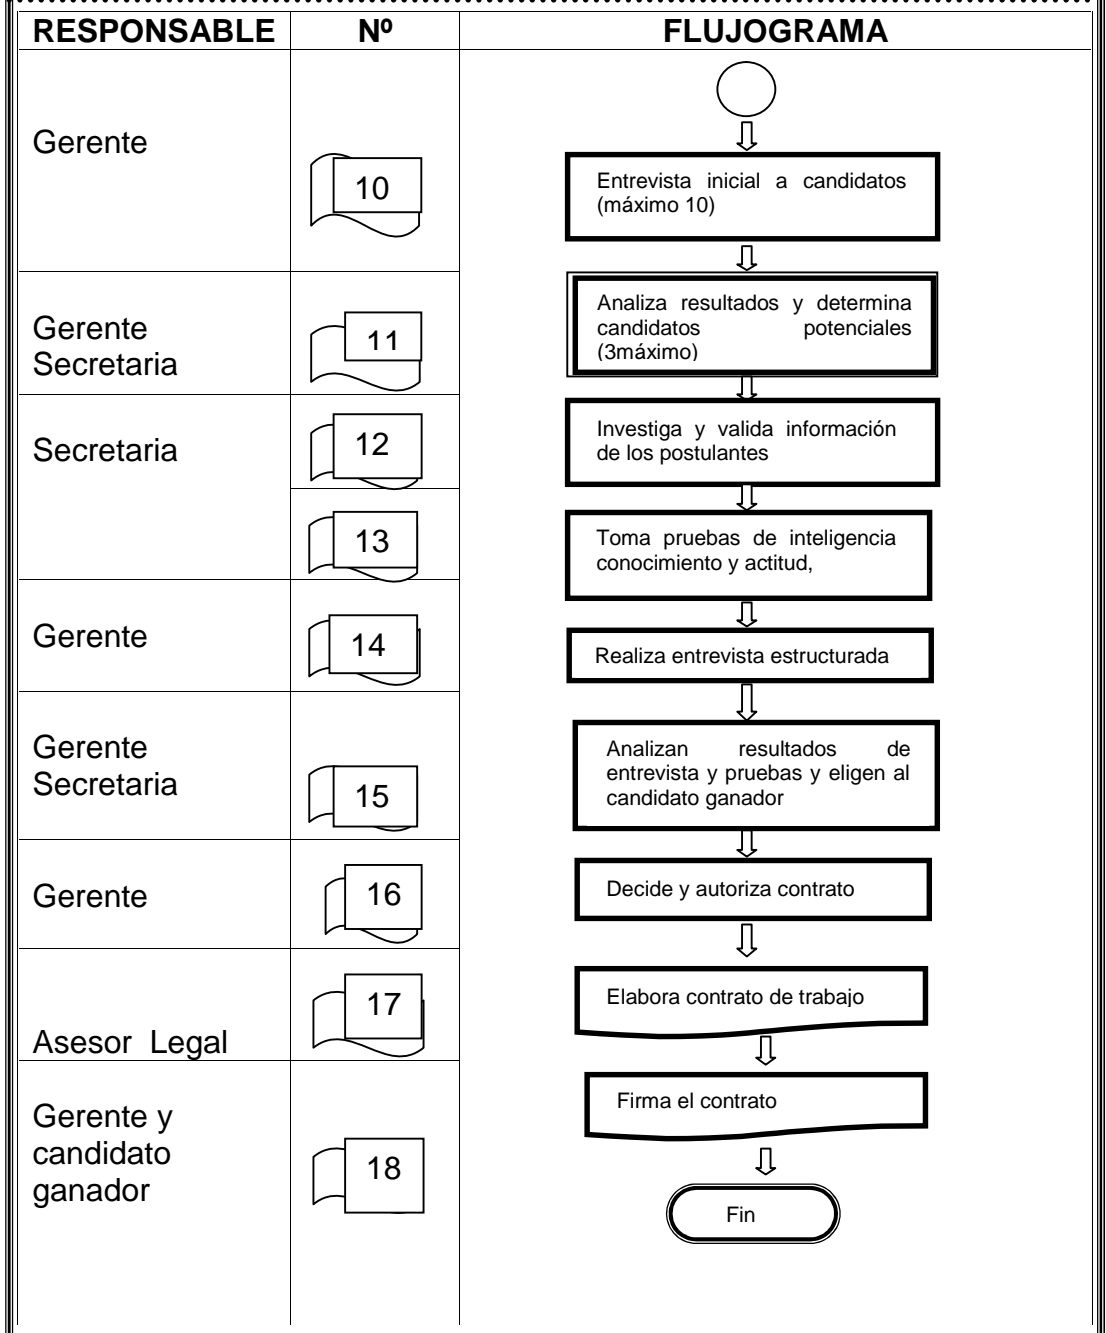 RESPONSABLE Nº FLUJOGRAMA
Gerente
10
Entrevista inicial a candidatos
(máximo 10)
Gerente
Secretaria
11
Analiza resultados y determina
candidatos potenciales
(3máximo)
Secretaria
12
Investiga y valida información
de los postulantes
13
Toma pruebas de inteligencia
conocimiento y actitud,
Gerente
14
Realiza entrevista estructurada
Gerente
Secretaria
15
Analizan resultados de
entrevista y pruebas y eligen al
candidato ganador
Gerente
16
Decide y autoriza contrato
Asesor Legal
17
Elabora contrato de trabajo
Gerente y
candidato
ganador
18
Firma el contrato
Fin